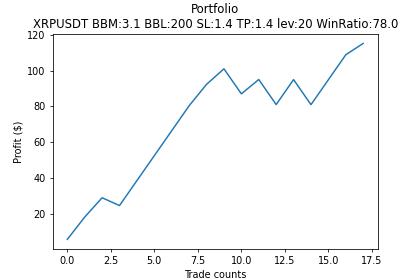 Portfolio
XRPUSDT BBM:3.1 BBL:200 SL:1.4 TP:1.4 lev:20 WinRatio:78.0
120
100
80
60
40
20
Profit ($)
0.0 2.5 5.0 7.5 10.0 12.5 15.0 17.5
Trade counts